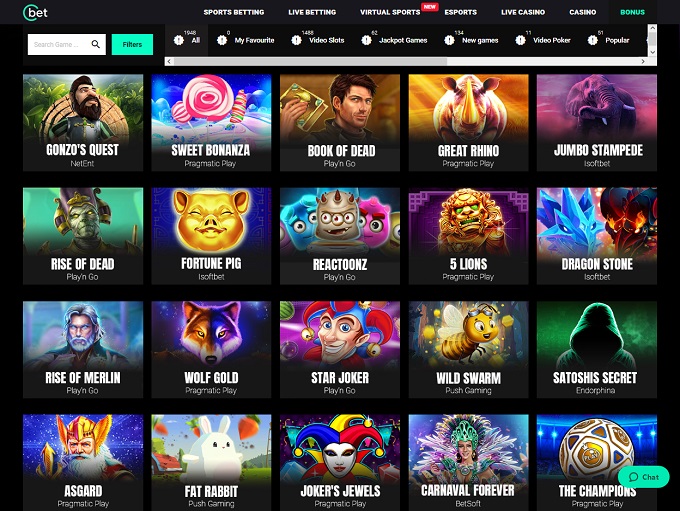 Cbet
SPORTS BETTING LIVE BETTING VIRTUAL SPORTS NEW ESPORTS LIVE CASINO CASINO BONUS
Search Game ... Filters
1948 All
0 My Favourite
1488 Video Slots
62 Jackpot Games
134 New games
11 Video Poker
51 Popular
GONZO'S QUEST
NetEnt
SWEET BONANZA
Pragmatic Play
BOOK OF DEAD
Play'n Go
GREAT RHINO
Pragmatic Play
JUMBO STAMPEDE
Isoftbet
RISE OF DEAD
Play'n Go
FORTUNE PIG
Isoftbet
REACTOONZ
Play'n Go
5 LIONS
Pragmatic Play
DRAGON STONE
Isoftbet
RISE OF MERLIN
Play'n Go
WOLF GOLD
Pragmatic Play
STAR JOKER
Play'n Go
WILD SWARM
Push Gaming
SATOSHIS SECRET
Endorphina
ASGARD
Pragmatic Play
FAT RABBIT
Push Gaming
JOKER'S JEWELS
Pragmatic Play
CARNAVAL FOREVER
BetSoft
THE CHAMPIONS
Pragmatic Play
Chat